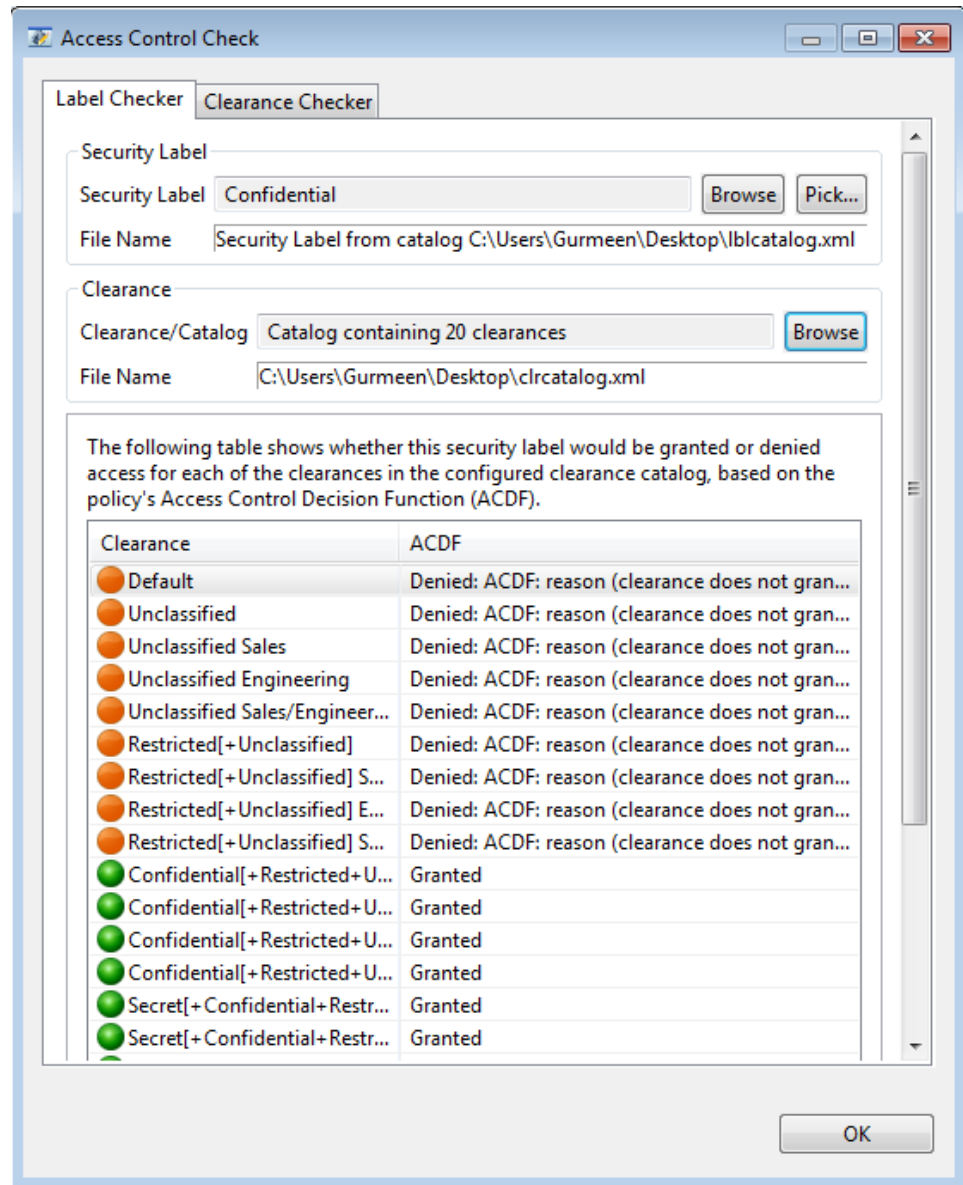 Access Control Check
Label Checker Clearance Checker
Security Label
Security Label Confidential Browse Pick...
File Name Security Label from catalog C:\Users\Gurmeen\Desktop\lblcatalog.xml
Clearance
Clearance/Catalog Catalog containing 20 clearances Browse
File Name C:\Users\Gurmeen\Desktop\clrcatalog.xml
The following table shows whether this security label would be granted or denied
access for each of the clearances in the configured clearance catalog, based on the
policy's Access Control Decision Function (ACDF).
Clearance ACDF
Default Denied: ACDF: reason (clearance does not gran...
Unclassified Denied: ACDF: reason (clearance does not gran...
Unclassified Sales Denied: ACDF: reason (clearance does not gran...
Unclassified Engineering Denied: ACDF: reason (clearance does not gran...
Unclassified Sales/Engineer... Denied: ACDF: reason (clearance does not gran...
Restricted[+Unclassified] Denied: ACDF: reason (clearance does not gran...
Restricted[+Unclassified] S... Denied: ACDF: reason (clearance does not gran...
Restricted[+Unclassified] E... Denied: ACDF: reason (clearance does not gran...
Restricted[+Unclassified] S... Denied: ACDF: reason (clearance does not gran...
Confidential[+Restricted+U... Granted
Confidential[+Restricted+U... Granted
Confidential[+Restricted+U... Granted
Confidential[+Restricted+U... Granted
Secret[+Confidential+Restr... Granted
Secret[+Confidential+Restr... Granted
OK